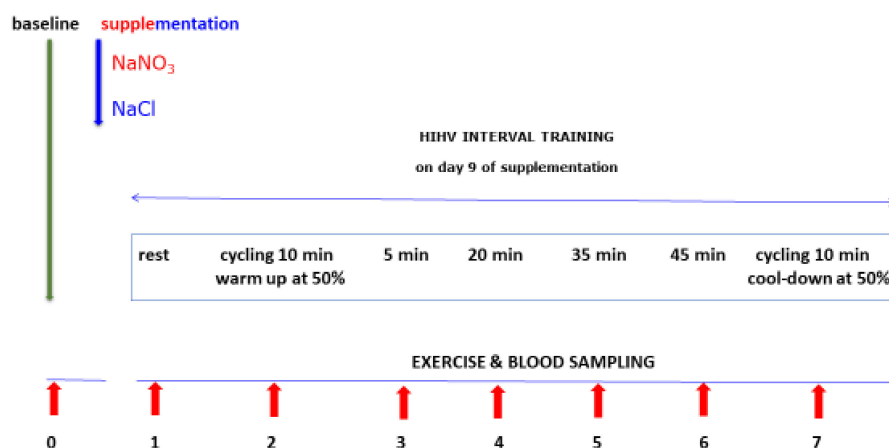 baseline supplementation
NaNO₃
NaCl
HIHV INTERVAL TRAINING
on day 9 of supplementation
rest cycling 10 min 5 min 20 min 35 min 45 min cycling 10 min
warm up at 50% cool-down at 50%
EXERCISE & BLOOD SAMPLING
0 1 2 3 4 5 6 7